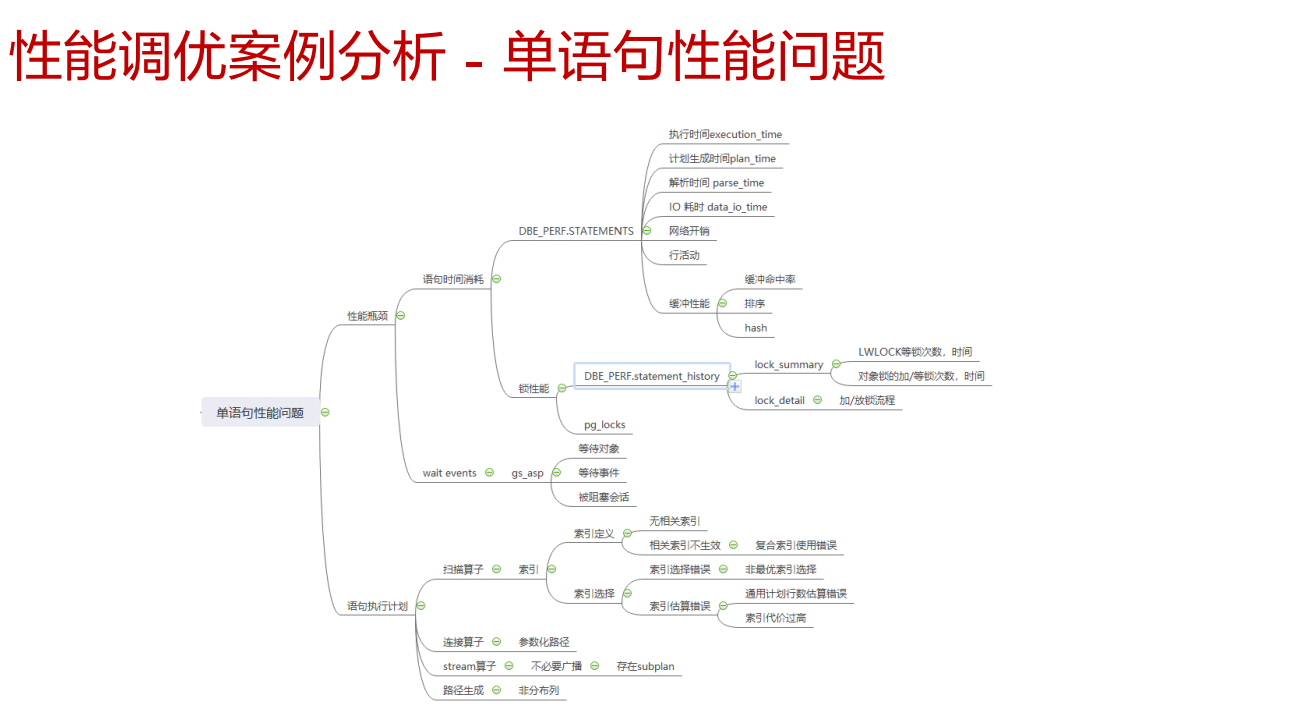 性能调优案例分析 - 单语句性能问题
单语句性能问题
性能瓶颈
语句时间消耗
DBE_PERF.STATEMENTS
执行时间execution_time
计划生成时间plan_time
解析时间 parse_time
IO 耗时 data_io_time
网络开销
行活动
缓冲性能
缓冲命中率
排序
hash
锁性能
DBE_PERF.statement_history
lock_summary
LWLOCK等锁次数，时间
对象锁的加/等锁次数，时间
lock_detail
加/放锁流程
pg_locks
wait events
gs_asp
等待对象
等待事件
被阻塞会话
语句执行计划
扫描算子
索引
索引定义
无相关索引
相关索引不生效
复合索引使用错误
索引选择
索引选择错误
非最优索引选择
索引估算错误
通用计划行数估算错误
索引代价过高
连接算子
参数化路径
stream算子
不必要广播
存在subplan
路径生成
非分布列